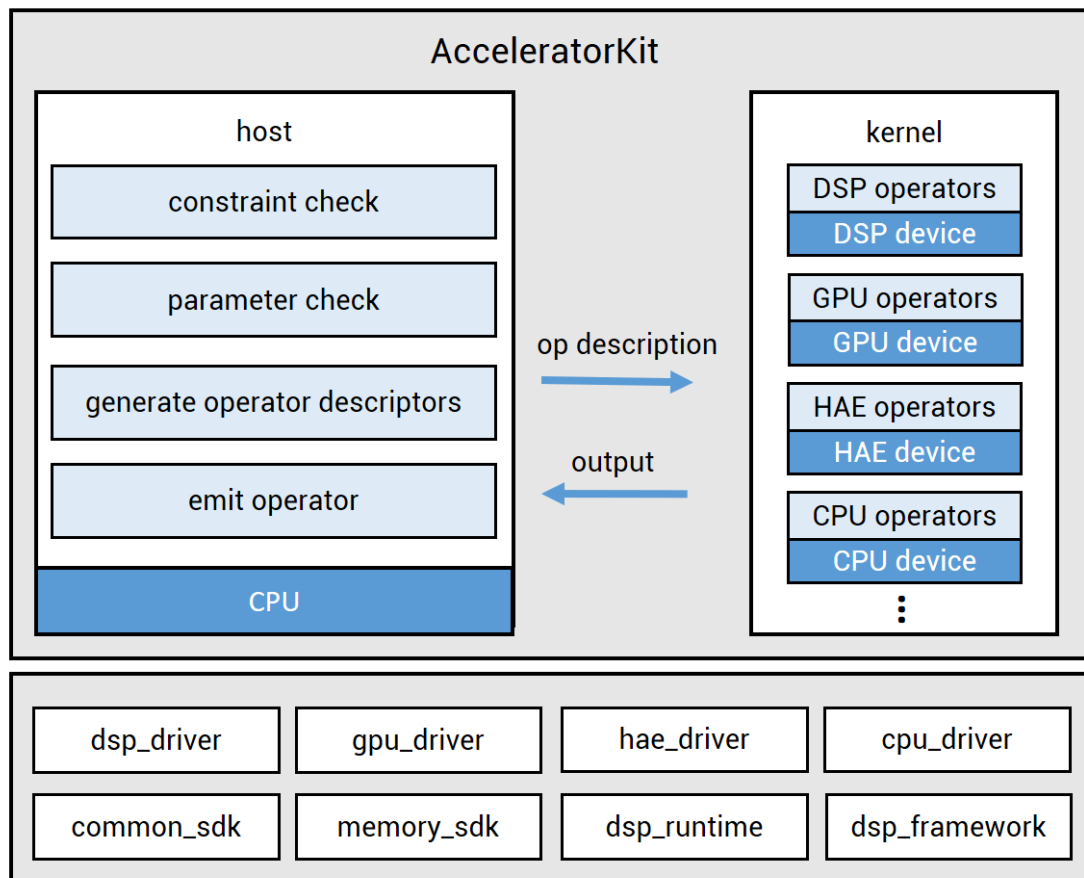 AcceleratorKit
host
constraint check
parameter check
generate operator descriptors
emit operator
CPU
op description
output
kernel
DSP operators
DSP device
GPU operators
GPU device
HAE operators
HAE device
CPU operators
CPU device
dsp_driver
gpu_driver
hae_driver
cpu_driver
common_sdk
memory_sdk
dsp_runtime
dsp_framework